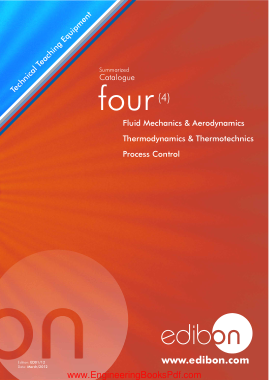 Technical Teaching Equipment
Summarized
Catalogue
four (4)
Fluid Mechanics & Aerodynamics
Thermodynamics & Thermotechnics
Process Control
on
edibon
www.edibon.com
www.EngineeringBooksPdf.com